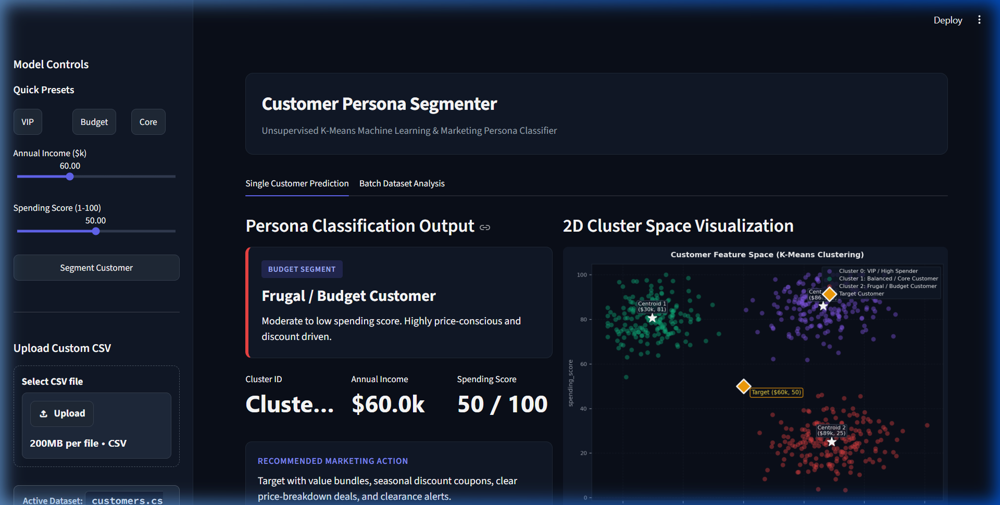 Deploy
Model Controls
Quick Presets
VIP
Budget
Core
Annual Income ($k)
60.00
Spending Score (1-100)
50.00
Segment Customer
Upload Custom CSV
Select CSV file
Upload
200MB per file • CSV
Active Dataset: customers.cs
Customer Persona Segmenter
Unsupervised K-Means Machine Learning & Marketing Persona Classifier
Single Customer Prediction
Batch Dataset Analysis
Persona Classification Output
BUDGET SEGMENT
Frugal / Budget Customer
Moderate to low spending score. Highly price-conscious and
discount driven.
Cluster ID
Cluste...
Annual Income
$60.0k
Spending Score
50 / 100
RECOMMENDED MARKETING ACTION
Target with value bundles, seasonal discount coupons, clear
price-breakdown deals, and clearance alerts.
2D Cluster Space Visualization
Customer Feature Space (K-Means Clustering)
Cluster 0: VIP / High Spender
Cluster 1: Balanced / Core Customer
Cluster 2: Frugal / Budget Customer
Target Customer
Centroid 1
($30k, 81)
Target ($60k, 50)
Centroid 2
($89k, 25)
spending_score
100
80
60
40
20
0